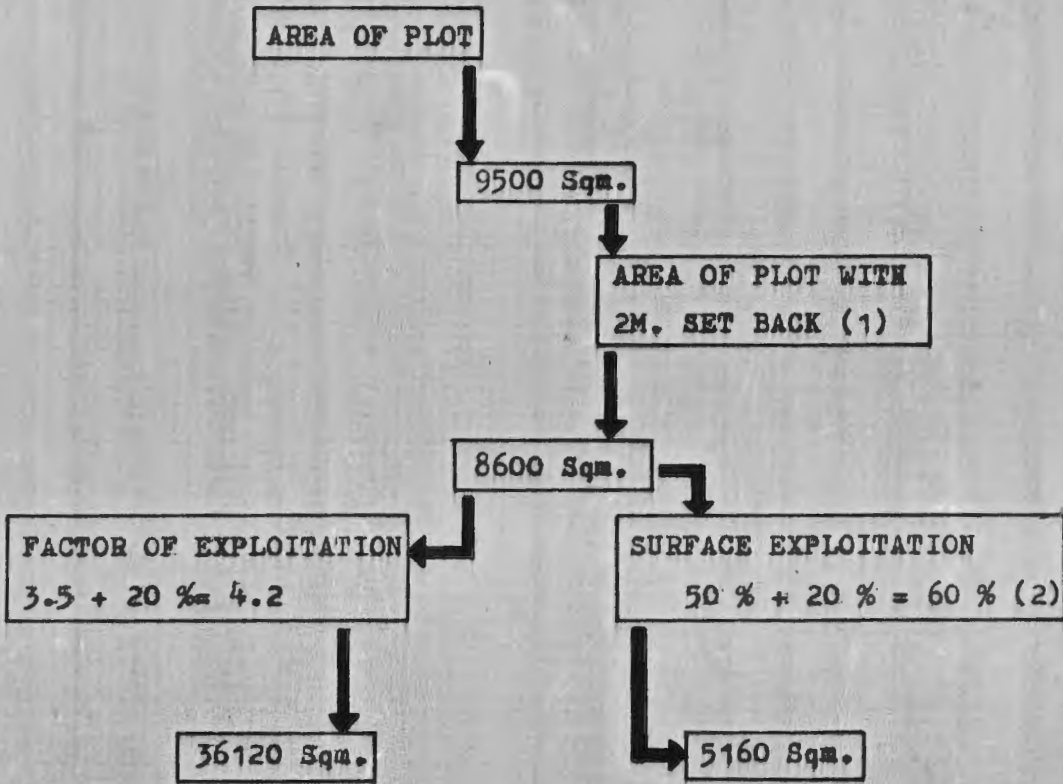 AREA OF PLOT
9500 Sqm.
AREA OF PLOT WITH
2M. SET BACK (1)
8600 Sqm.
FACTOR OF EXPLOITATION
3.5 + 20 %= 4.2
SURFACE EXPLOITATION
50 % + 20 % = 60 % (2)
36120 Sqm.
5160 Sqm.